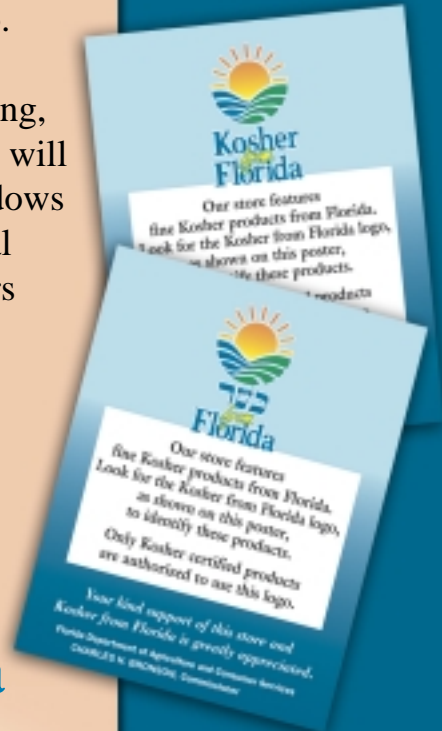 .
ng,
will
lows
l
rs
Kosher
from
Florida
Our store features
fine Kosher products from Florida.
Look for the Kosher from Florida logo,
as shown on this poster,
these products.
products
כשר
from
Florida
Our store features
fine Kosher products from Florida.
Look for the Kosher from Florida logo,
as shown on this poster,
to identify these products.
Only Kosher certified products
are authorized to use this logo.
Your kind support of this store and
Kosher from Florida is greatly appreciated.
Florida Department of Agriculture and Consumer Services
CHARLES H. BRONSON, Commissioner
a